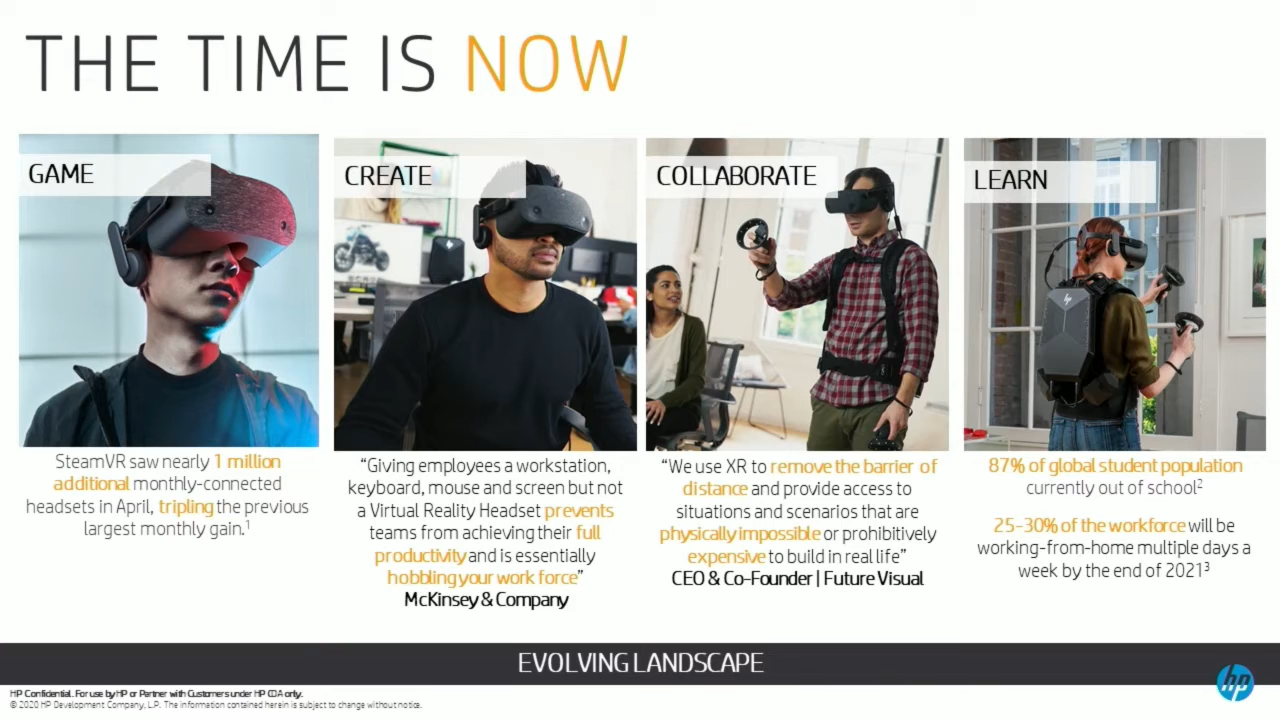 THE TIME IS NOW
GAME
SteamVR saw nearly 1 million
additional monthly-connected
headsets in April, tripling the previous
largest monthly gain.¹
CREATE
“Giving employees a workstation,
keyboard, mouse and screen but not
a Virtual Reality Headset prevents
teams from achieving their full
productivity and is essentially
hobbling your work force”
McKinsey & Company
COLLABORATE
“We use XR to remove the barrier of
distance and provide access to
situations and scenarios that are
physically impossible or prohibitively
expensive to build in real life”
CEO & Co-Founder | Future Visual
LEARN
87% of global student population
currently out of school²
25-30% of the workforce will be
working-from-home multiple days a
week by the end of 2021³
EVOLVING LANDSCAPE
HP Confidential. For use by HP or Partner with Customers under HP CDA only.
© 2020 HP Development Company, L.P. The information contained herein is subject to change without notice.
hp